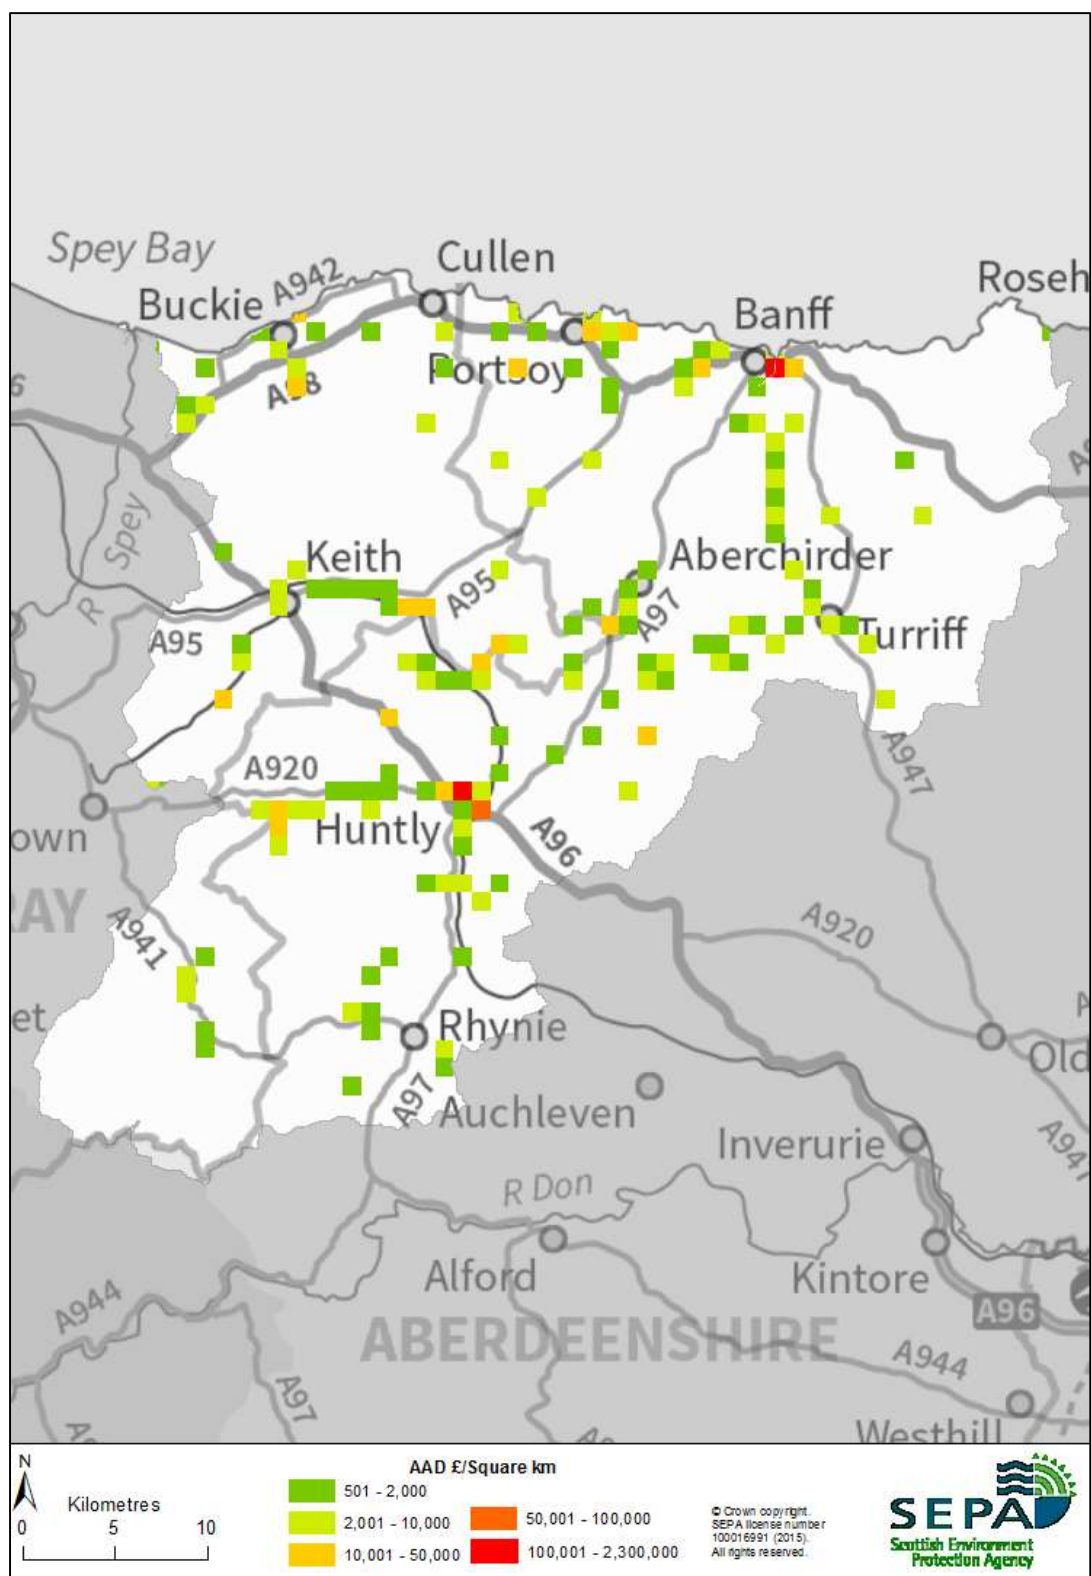 Spey Bay
Cullen
A942
Buckie
Roseh
Banff
Portsoy
A98
6
Spey
R
Keith
Aberchirder
A95
A97
A95
Turriff
A920
A947
Huntly
A96
own
RAY
A941
A920
et
Rhynie
Old
A97
Auchleven
Inverurie
A947
R Don
Alford
Kintore
A944
A96
ABERDEENSHIRE
A944
A97
Westhill
N
Kilometres
0 5 10
AAD £/Square km
501 - 2,000
2,001 - 10,000
10,001 - 50,000
50,001 - 100,000
100,001 - 2,300,000
© Crown copyright.
SEPA license number
100016991 (2015).
All rights reserved.
SEPA
Scottish Environment
Protection Agency